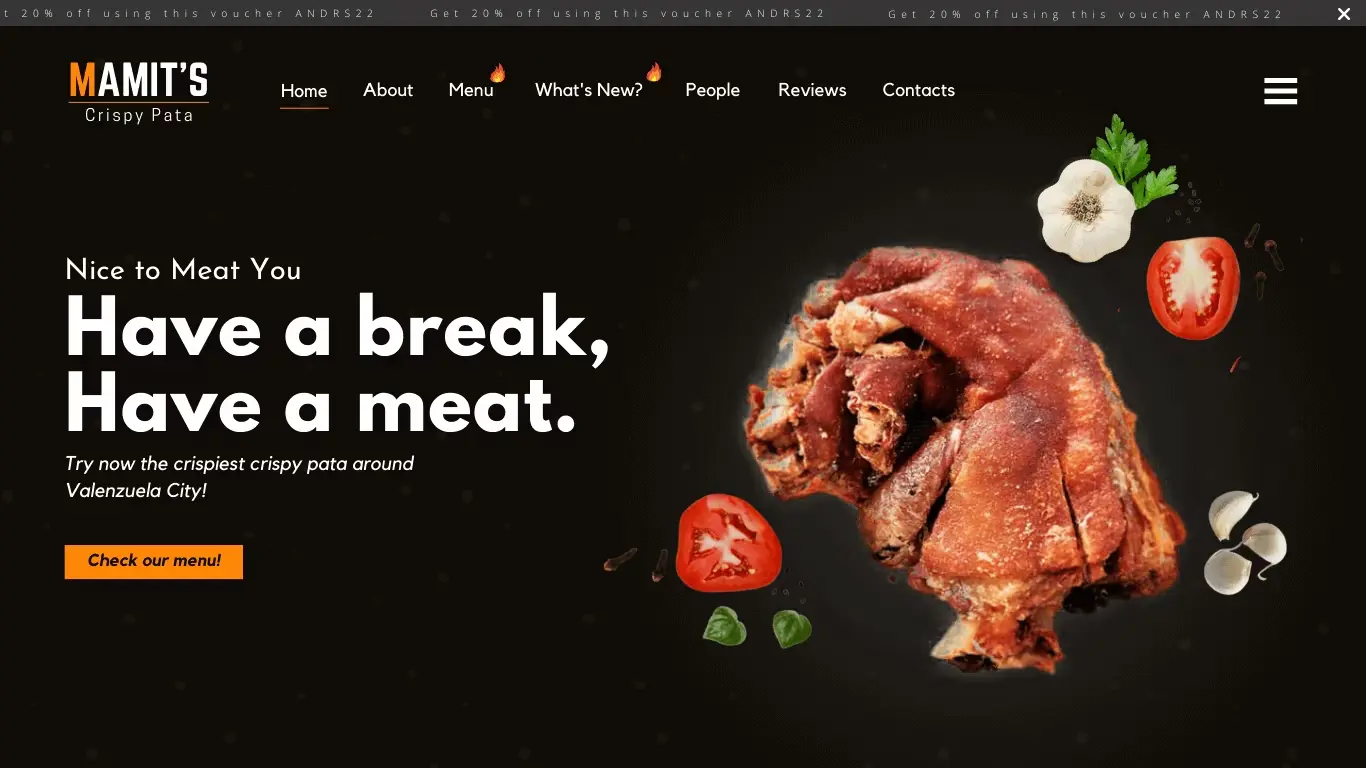 t 20% off using this voucher ANDRS22 Get 20% off using this voucher ANDRS22 Get 20% off using this voucher ANDRS22
MAMIT'S
Crispy Pata
Home About Menu What's New? People Reviews Contacts
Nice to Meat You
Have a break,
Have a meat.
Try now the crispiest crispy pata around
Valenzuela City!
Check our menu!